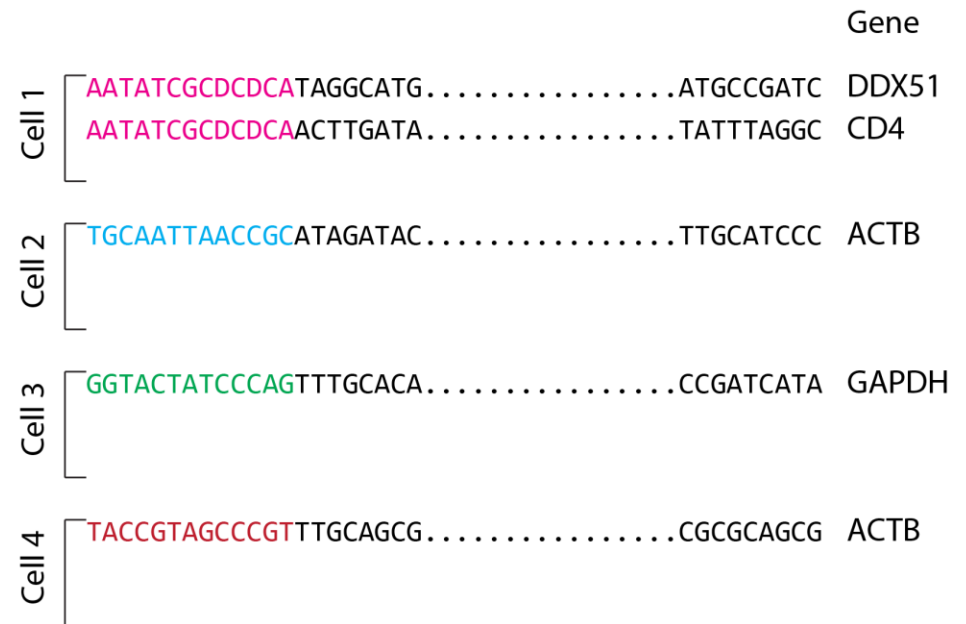 Gene
Cell 1
AATATCGCDCDCATAGGCATG................ATGCCGATC DDX51
AATATCGCDCDCAACTTGATA................TATTTAGGC CD4
Cell 2
TGCAATTAACCGCATAGATAC................TTGCATCCC ACTB
Cell 3
GGTACTATCCCAGTTTGCACA................CCGATCATA GAPDH
Cell 4
TACCGTAGCCCGTTTGCAGCG................CGCGCAGCG ACTB